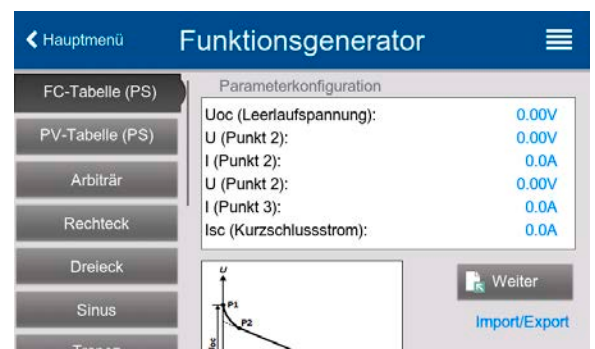 Hauptmenü
Funktionsgenerator
FC-Tabelle (PS)
PV-Tabelle (PS)
Arbiträr
Rechteck
Dreieck
Sinus
Parameterkonfiguration
Uoc (Leerlaufspannung): 0.00V
U (Punkt 2): 0.00V
I (Punkt 2): 0.0A
U (Punkt 2): 0.00V
I (Punkt 3): 0.0A
Isc (Kurzschlussstrom): 0.0A
U
P1
P2
Weiter
Import/Export